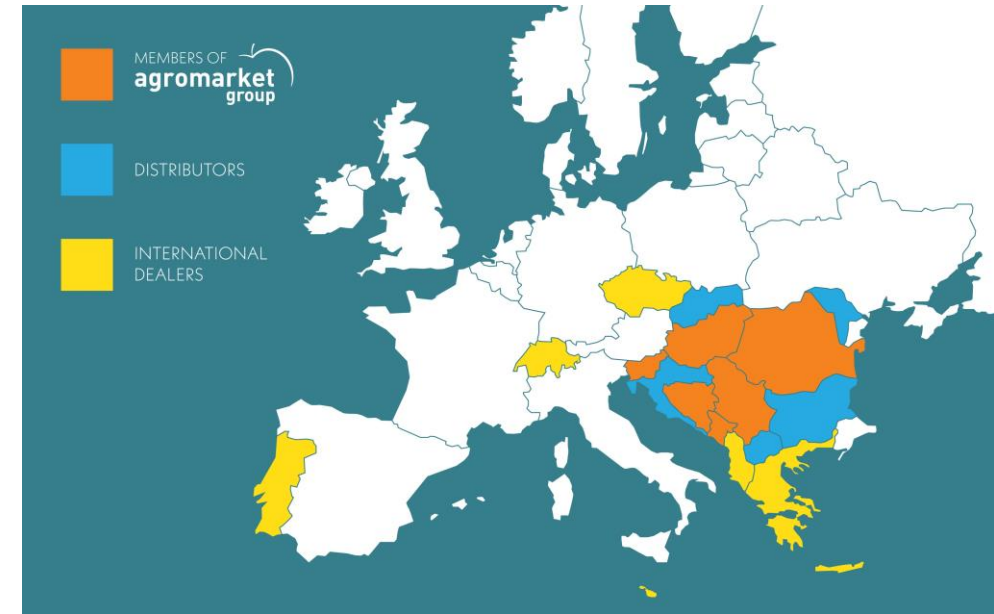 MEMBERS OF
agromarket
group
DISTRIBUTORS
INTERNATIONAL
DEALERS